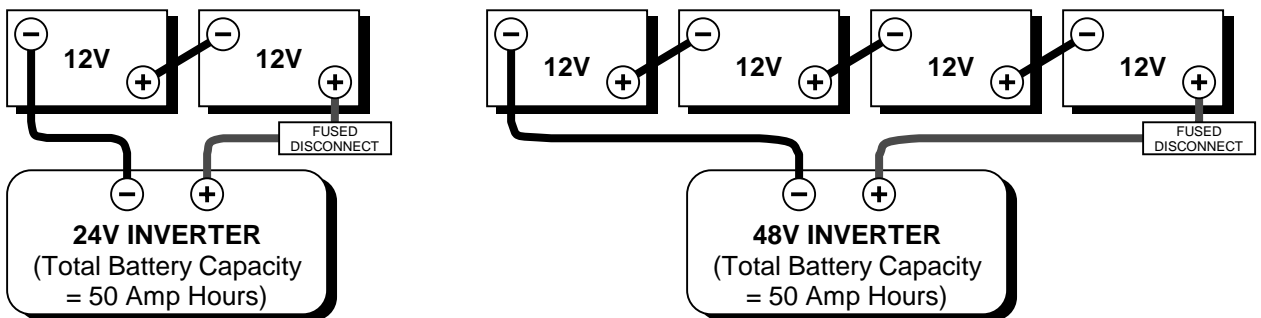 12V
12V
FUSED
DISCONNECT
24V INVERTER
(Total Battery Capacity
= 50 Amp Hours)
12V
12V
12V
12V
FUSED
DISCONNECT
48V INVERTER
(Total Battery Capacity
= 50 Amp Hours)